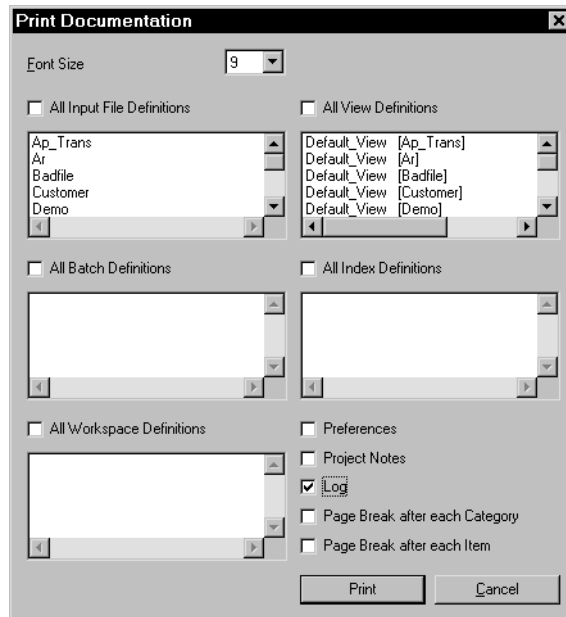 Print Documentation
Font Size 9
All Input File Definitions
Ap_Trans
Ar
Badfile
Customer
Demo
All View Definitions
Default_View [Ap_Trans]
Default_View [Ar]
Default_View [Badfile]
Default_View [Customer]
Default_View [Demo]
All Batch Definitions
All Index Definitions
All Workspace Definitions
Preferences
Project Notes
Log
Page Break after each Category
Page Break after each Item
Print
Cancel